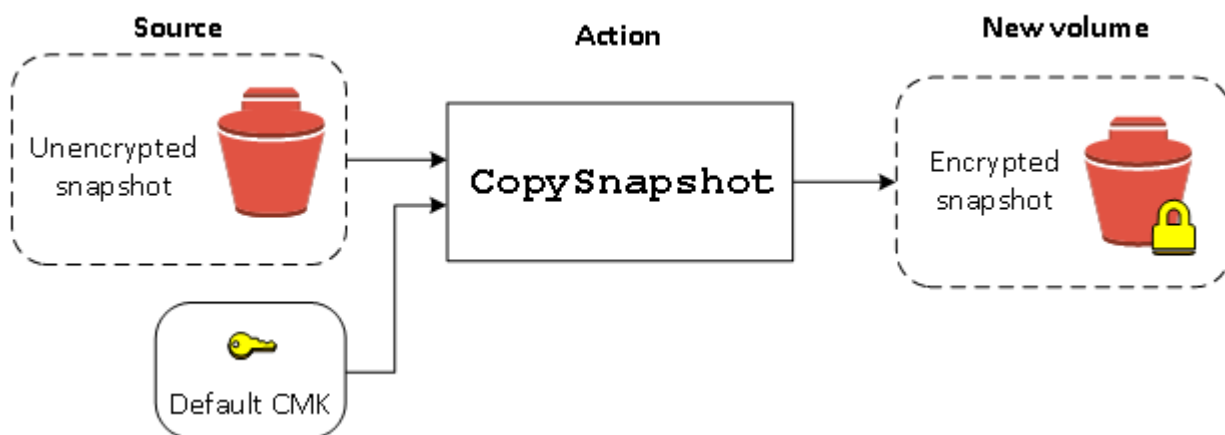 Source
Action
New volume
Unencrypted
snapshot
CopySnapshot
Encrypted
snapshot
Default CMK